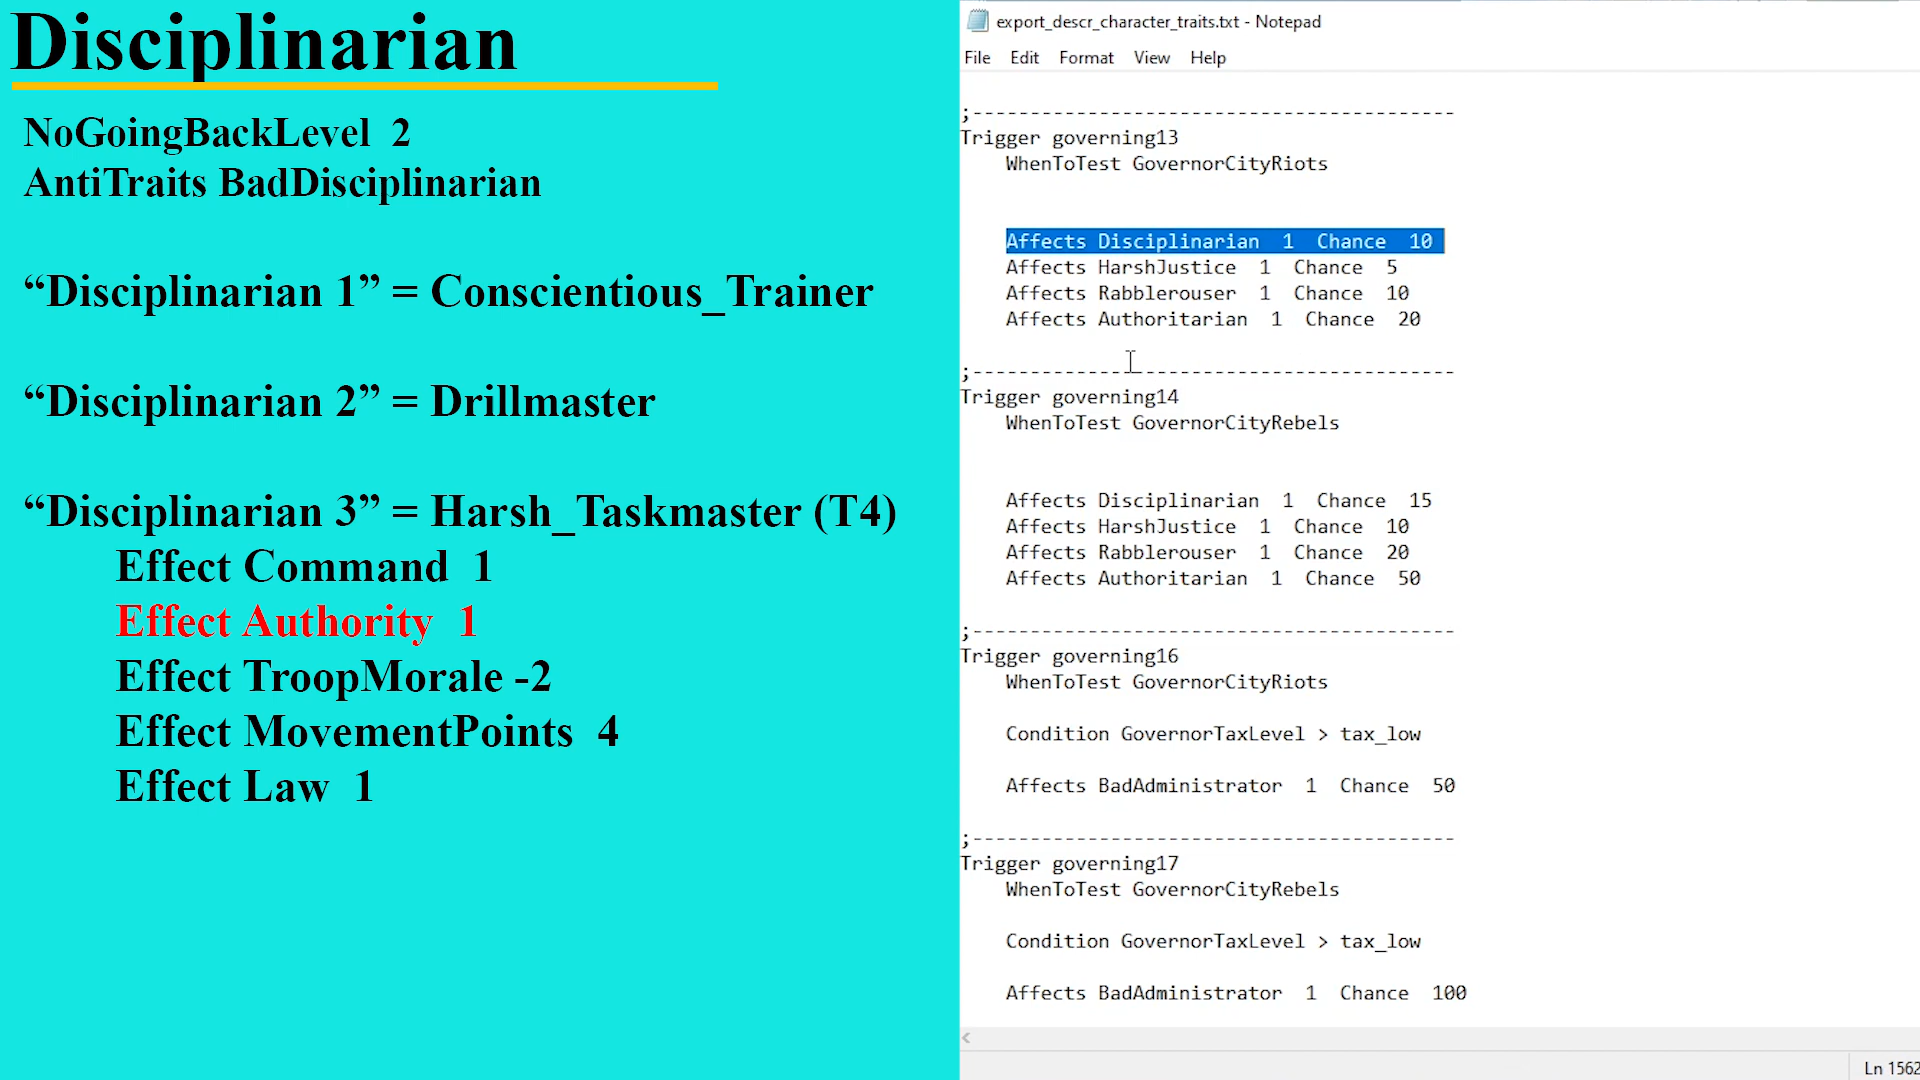 Disciplinarian
NoGoingBackLevel 2
AntiTraits BadDisciplinarian
“Disciplinarian 1” = Conscientious_Trainer
“Disciplinarian 2” = Drillmaster
“Disciplinarian 3” = Harsh_Taskmaster (T4)
Effect Command 1
Effect Authority 1
Effect TroopMorale -2
Effect MovementPoints 4
Effect Law 1
export_descr_character_traits.txt - Notepad
File Edit Format View Help
;------------------------------------------
Trigger governing13
WhenToTest GovernorCityRiots
Affects Disciplinarian 1 Chance 10
Affects HarshJustice 1 Chance 5
Affects Rabblerouser 1 Chance 10
Affects Authoritarian 1 Chance 20
;------------------------------------------
Trigger governing14
WhenToTest GovernorCityRebels
Affects Disciplinarian 1 Chance 15
Affects HarshJustice 1 Chance 10
Affects Rabblerouser 1 Chance 20
Affects Authoritarian 1 Chance 50
;------------------------------------------
Trigger governing16
WhenToTest GovernorCityRiots
Condition GovernorTaxLevel > tax_low
Affects BadAdministrator 1 Chance 50
;------------------------------------------
Trigger governing17
WhenToTest GovernorCityRebels
Condition GovernorTaxLevel > tax_low
Affects BadAdministrator 1 Chance 100
Ln 1562